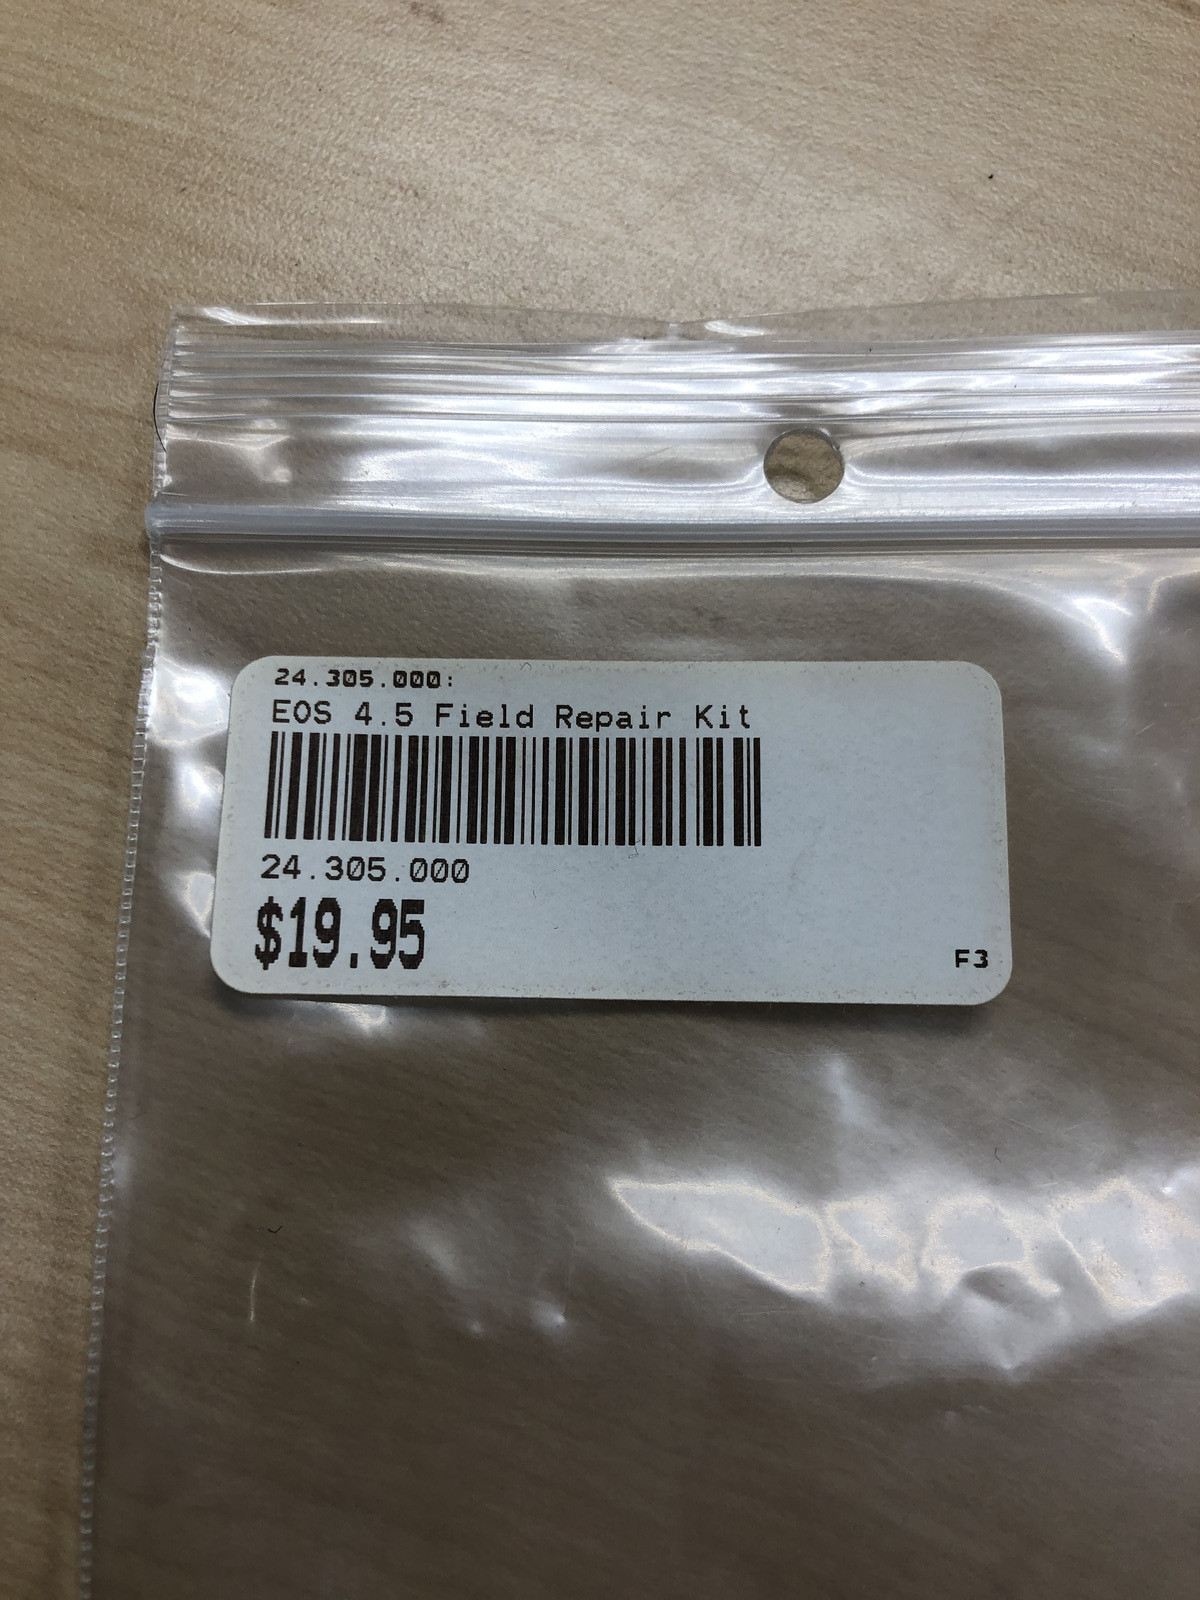 24.305.000:
EOS 4.5 Field Repair Kit
24.305.000
$19.95
F3